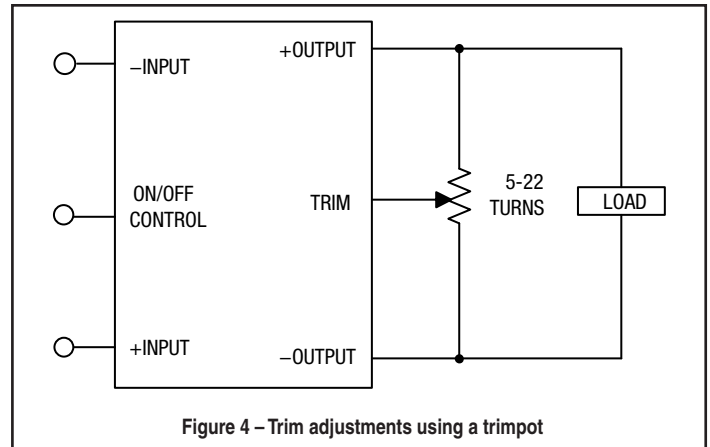 −INPUT
+OUTPUT
ON/OFF
CONTROL
TRIM
5-22
TURNS
LOAD
+INPUT
−OUTPUT
Figure 4 – Trim adjustments using a trimpot